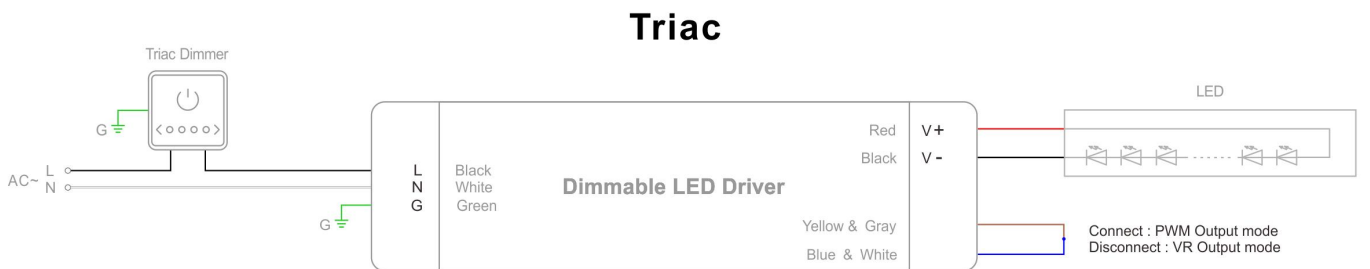 Triac
Triac Dimmer
G
AC~ L
N
L Black
N White
G Green
G
Dimmable LED Driver
Red V+
Black V-
Yellow & Gray
Blue & White
LED
Connect : PWM Output mode
Disconnect : VR Output mode